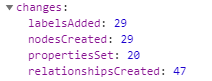 changes:
labelsAdded: 29
nodesCreated: 29
propertiesSet: 20
relationshipsCreated: 47